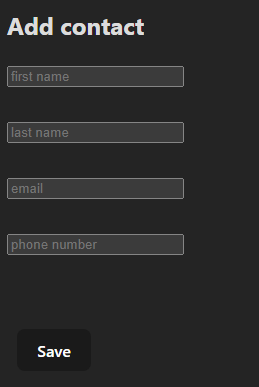 Add contact
first name
last name
email
phone number
Save